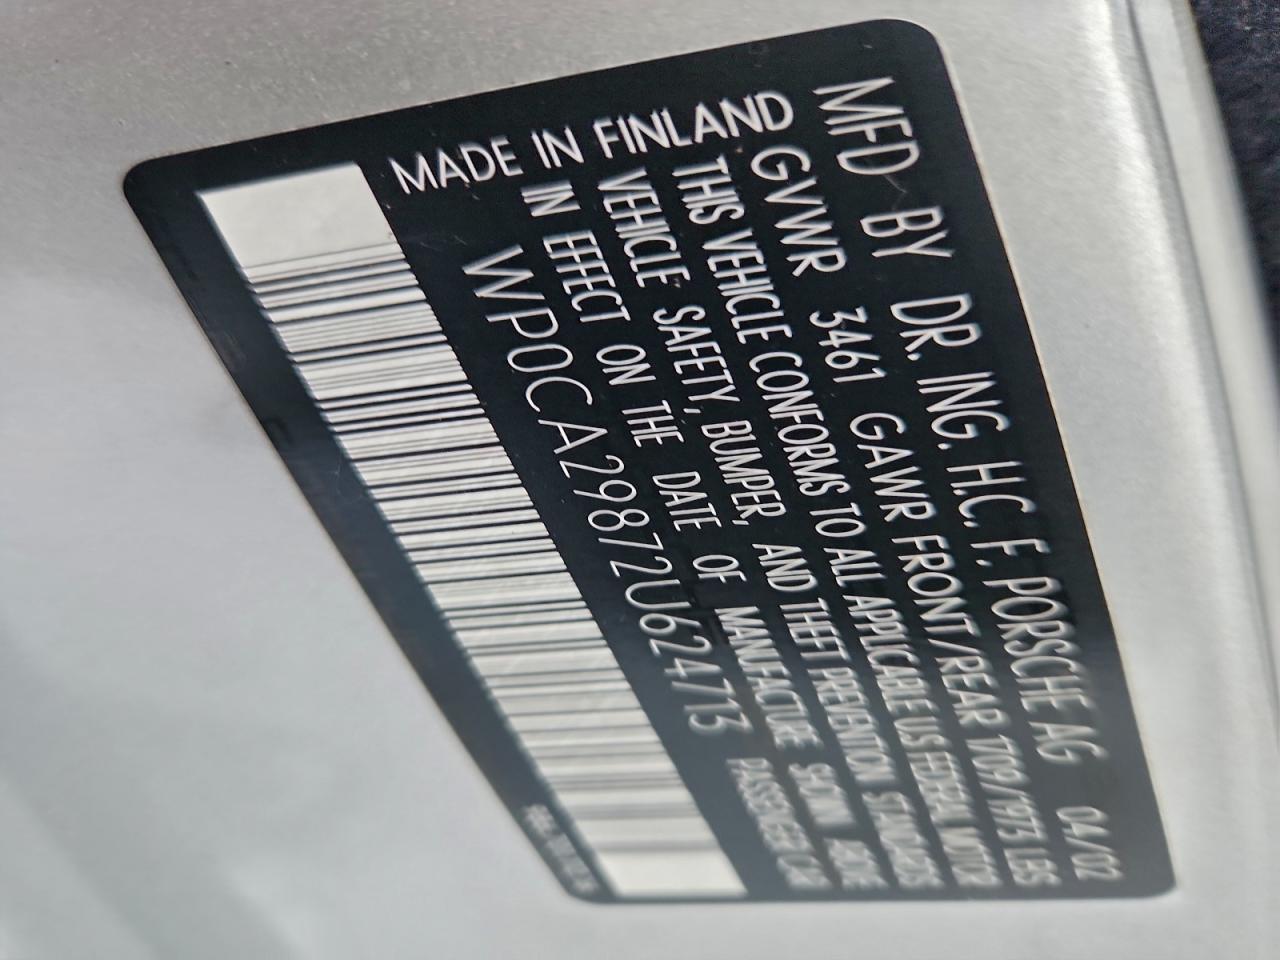 MFD BY DR. ING. H.C. F. PORSCHE AG 04/02
GVWR 3461 GAWR FRONT/REAR 1709/1973 LBS
THIS VEHICLE CONFORMS TO ALL APPLICABLE US FEDERAL MOTOR
VEHICLE SAFETY, BUMPER, AND THEFT PREVENTION STANDARDS
IN EFFECT ON THE DATE OF MANUFACTURE SHOWN ABOVE
WP0CA29872U624713 PASSENGER CAR
MADE IN FINLAND